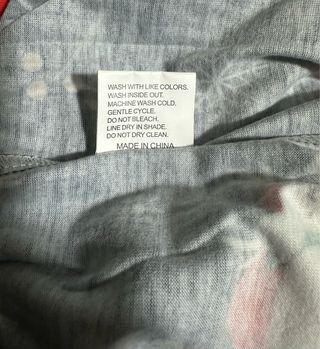 WASH WITH LIKE COLORS.
WASH INSIDE OUT.
MACHINE WASH COLD,
GENTLE CYCLE.
DO NOT BLEACH.
LINE DRY IN SHADE.
DO NOT DRY CLEAN.
MADE IN CHINA